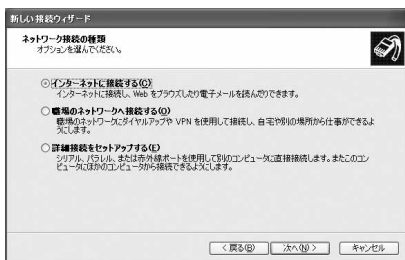 新しい接続ウィザード
ネットワーク接続の種類
オプションを選んでください。
インターネットに接続する(C)
インターネットに接続し、Web をブラウズしたり電子メールを読んだりできます。
職場のネットワークへ接続する(O)
職場のネットワークにダイヤルアップや VPN を使用して接続し、自宅や別の場所から仕事ができるよ
うにします。
詳細接続をセットアップする(E)
シリアル、パラレル、または赤外線ポートを使用して別のコンピュータに直接接続します。またこのコン
ピュータにほかのコンピュータから接続できるようにします。
< 戻る(B)
次へ(N) >
キャンセル